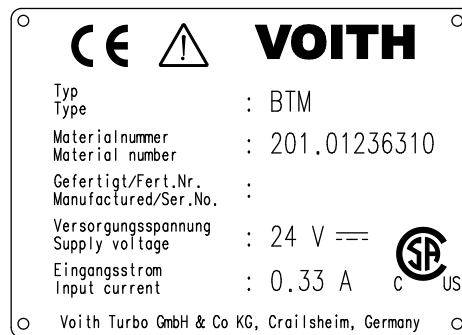 CE VOITH
Typ
Type : BTM
Materialnummer
Material number : 201.01236310
Gefertigt/Fert.Nr.
Manufactured/Ser.No. :
Versorgungsspannung
Supply voltage : 24 V
Eingangsstrom
Input current : 0.33 A
C SA US
Voith Turbo GmbH & Co KG, Crailsheim, Germany